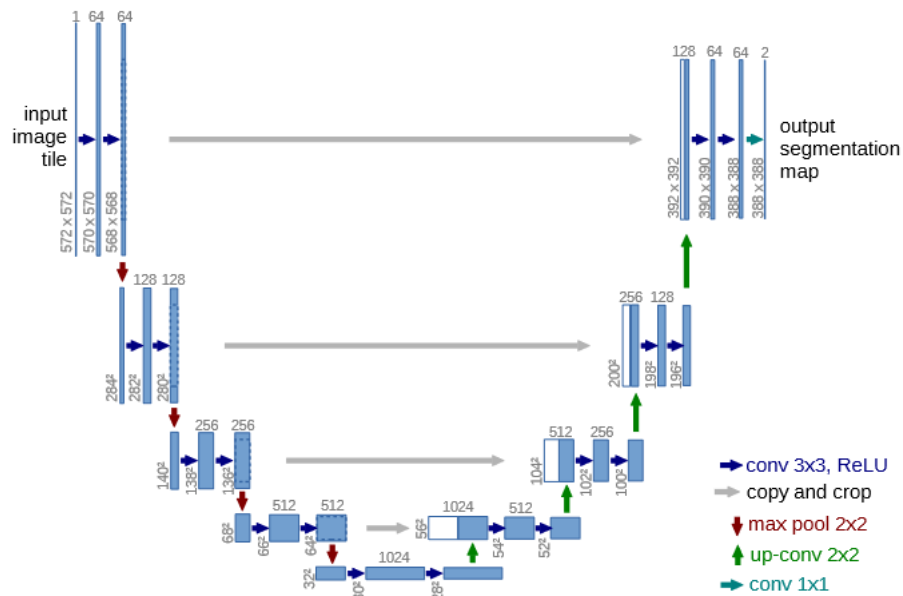 1 64 64
input
image
tile
572 x 572
570 x 570
568 x 568
128 64 64 2
output
segmentation
map
392 x 392
390 x 390
388 x 388
388 x 388
128 128
284²
282²
280²
256 128
200²
198²
196²
256 256
140²
138²
136²
512 256
104²
102²
100²
512 512
68²
66²
64²
1024 512
56²
54²
52²
1024
32²
30²
28²
conv 3x3, ReLU
copy and crop
max pool 2x2
up-conv 2x2
conv 1x1